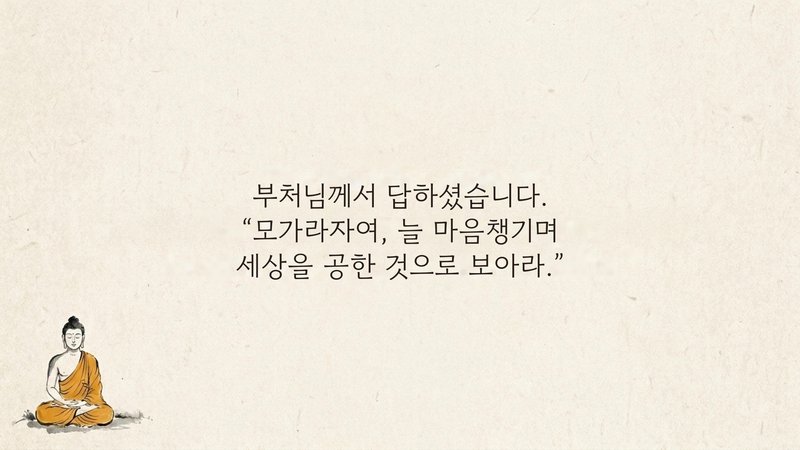 부처님께서 답하셨습니다.
“모가라자여, 늘 마음챙기며
세상을 공한 것으로 보아라.”